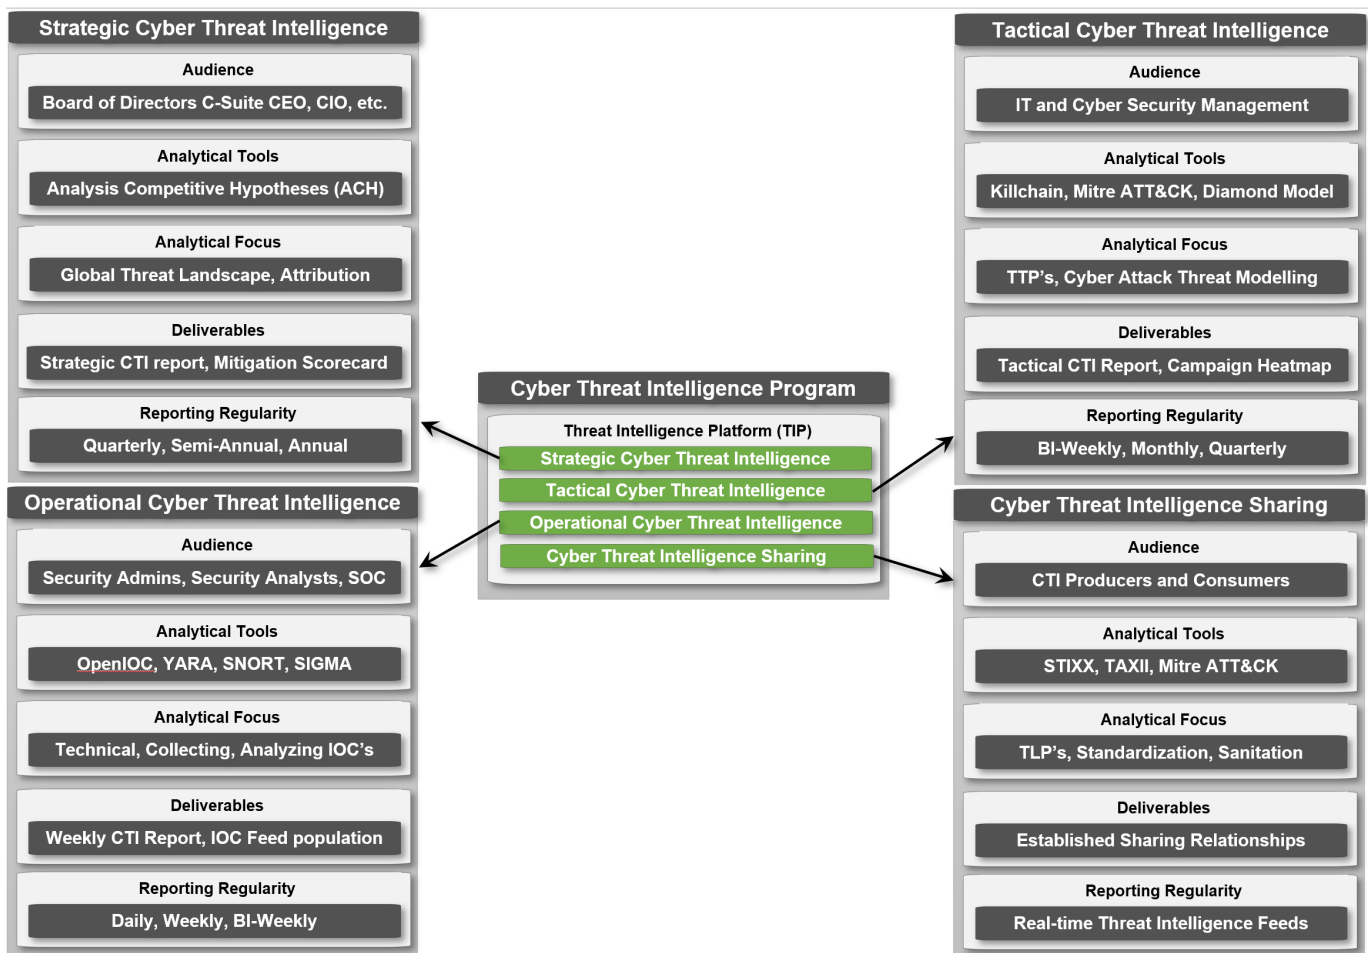 Strategic Cyber Threat Intelligence
Audience
Board of Directors C-Suite CEO, CIO, etc.
Analytical Tools
Analysis Competitive Hypotheses (ACH)
Analytical Focus
Global Threat Landscape, Attribution
Deliverables
Strategic CTI report, Mitigation Scorecard
Reporting Regularity
Quarterly, Semi-Annual, Annual
Operational Cyber Threat Intelligence
Audience
Security Admins, Security Analysts, SOC
Analytical Tools
OpenIOC, YARA, SNORT, SIGMA
Analytical Focus
Technical, Collecting, Analyzing IOC's
Deliverables
Weekly CTI Report, IOC Feed population
Reporting Regularity
Daily, Weekly, BI-Weekly
Cyber Threat Intelligence Program
Threat Intelligence Platform (TIP)
Strategic Cyber Threat Intelligence
Tactical Cyber Threat Intelligence
Operational Cyber Threat Intelligence
Cyber Threat Intelligence Sharing
Tactical Cyber Threat Intelligence
Audience
IT and Cyber Security Management
Analytical Tools
Killchain, Mitre ATT&CK, Diamond Model
Analytical Focus
TTP's, Cyber Attack Threat Modelling
Deliverables
Tactical CTI Report, Campaign Heatmap
Reporting Regularity
BI-Weekly, Monthly, Quarterly
Cyber Threat Intelligence Sharing
Audience
CTI Producers and Consumers
Analytical Tools
STIXX, TAXII, Mitre ATT&CK
Analytical Focus
TLP's, Standardization, Sanitation
Deliverables
Established Sharing Relationships
Reporting Regularity
Real-time Threat Intelligence Feeds